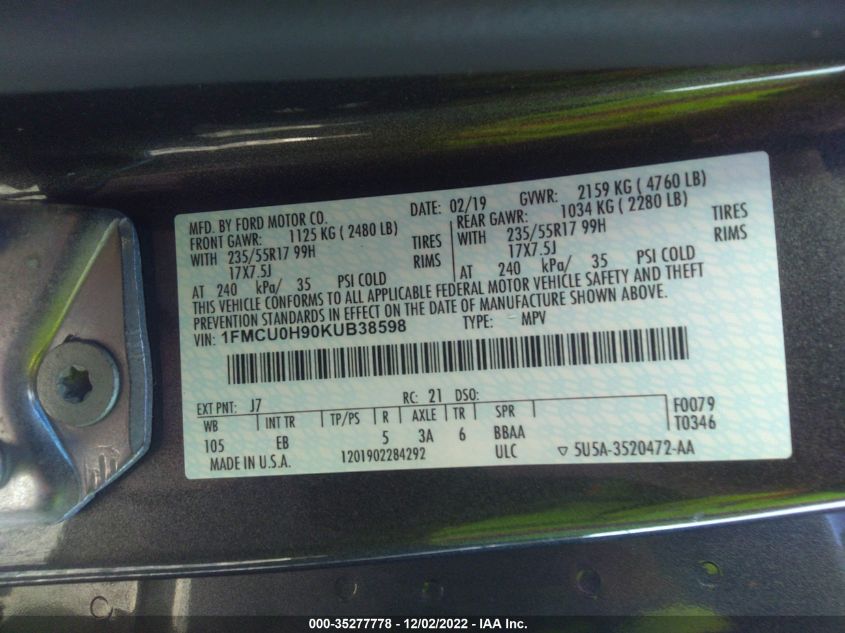 MFD. BY FORD MOTOR CO. DATE: 02/19 GVWR: 2159 KG ( 4760 LB)
FRONT GAWR: 1125 KG ( 2480 LB) REAR GAWR: 1034 KG ( 2280 LB)
WITH 235/55R17 99H TIRES WITH 235/55R17 99H TIRES
17X7.5J RIMS 17X7.5J RIMS
AT 240 kPa/ 35 PSI COLD AT 240 kPa/ 35 PSI COLD
THIS VEHICLE CONFORMS TO ALL APPLICABLE FEDERAL MOTOR VEHICLE SAFETY AND THEFT
PREVENTION STANDARDS IN EFFECT ON THE DATE OF MANUFACTURE SHOWN ABOVE.
VIN: 1FMCU0H90KUB38598 TYPE: MPV
EXT PNT: J7 RC: 21 DSO:
WB INT TR TP/PS R AXLE TR SPR F0079
105 EB 5 3A 6 BBAA T0346
MADE IN U.S.A. 1201902284292 ULC ▽ 5U5A-3520472-AA
000-35277778 - 12/02/2022 - IAA Inc.